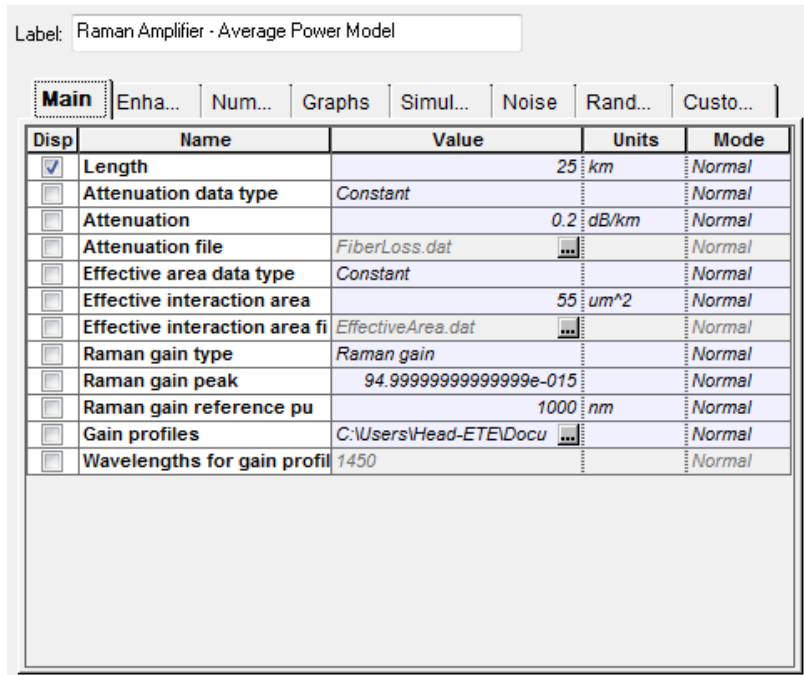 Label: Raman Amplifier - Average Power Model
Main Enha... Num... Graphs Simul... Noise Rand... Custo...
Disp Name Value Units Mode
Length 25 km Normal
Attenuation data type Constant Normal
Attenuation 0.2 dB/km Normal
Attenuation file FiberLoss.dat ... Normal
Effective area data type Constant Normal
Effective interaction area 55 um^2 Normal
Effective interaction area fi EffectiveArea.dat ... Normal
Raman gain type Raman gain Normal
Raman gain peak 94.99999999999999e-015 Normal
Raman gain reference pu 1000 nm Normal
Gain profiles C:\Users\Head-ETE\Docu ... Normal
Wavelengths for gain profil 1450 Normal